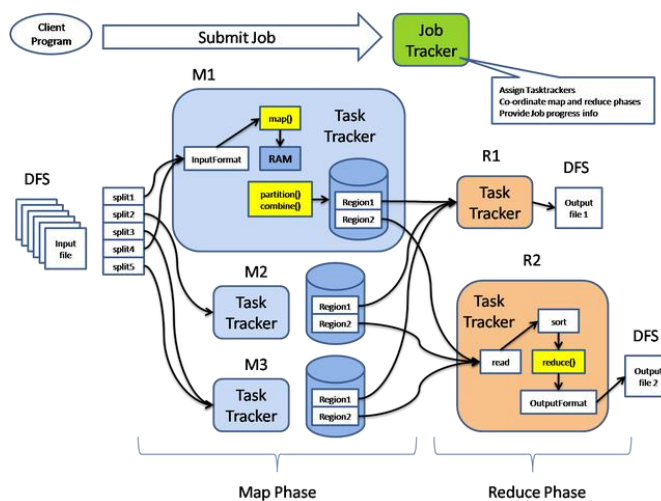 Client
Program
Submit Job
Job
Tracker
Assign Tasktrackers
Co-ordinate map and reduce phases
Provide Job progress info
M1
map()
Task
Tracker
InputFormat
RAM
partition()
combine()
Region1
Region2
DFS
Input
file
split1
split2
split3
split4
split5
M2
Task
Tracker
Region1
Region2
M3
Task
Tracker
Region1
Region2
R1
Task
Tracker
DFS
Output
file 1
R2
Task
Tracker
sort
read
reduce()
OutputFormat
DFS
Output
file 2
Map Phase
Reduce Phase